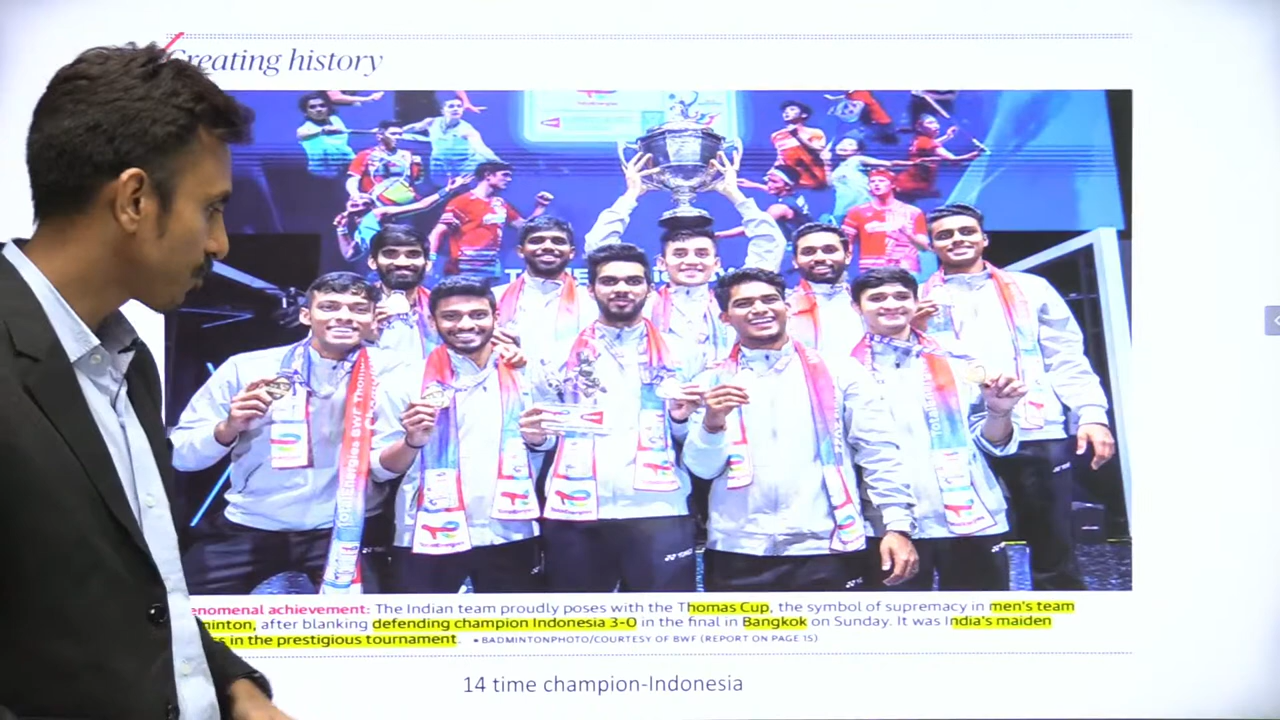 Creating history
enomenal achievement: The Indian team proudly poses with the Thomas Cup, the symbol of supremacy in men's team
minton, after blanking defending champion Indonesia 3-0 in the final in Bangkok on Sunday. It was India's maiden
s in the prestigious tournament. • BADMINTONPHOTO/COURTESY OF BWF (REPORT ON PAGE 15)
14 time champion-Indonesia